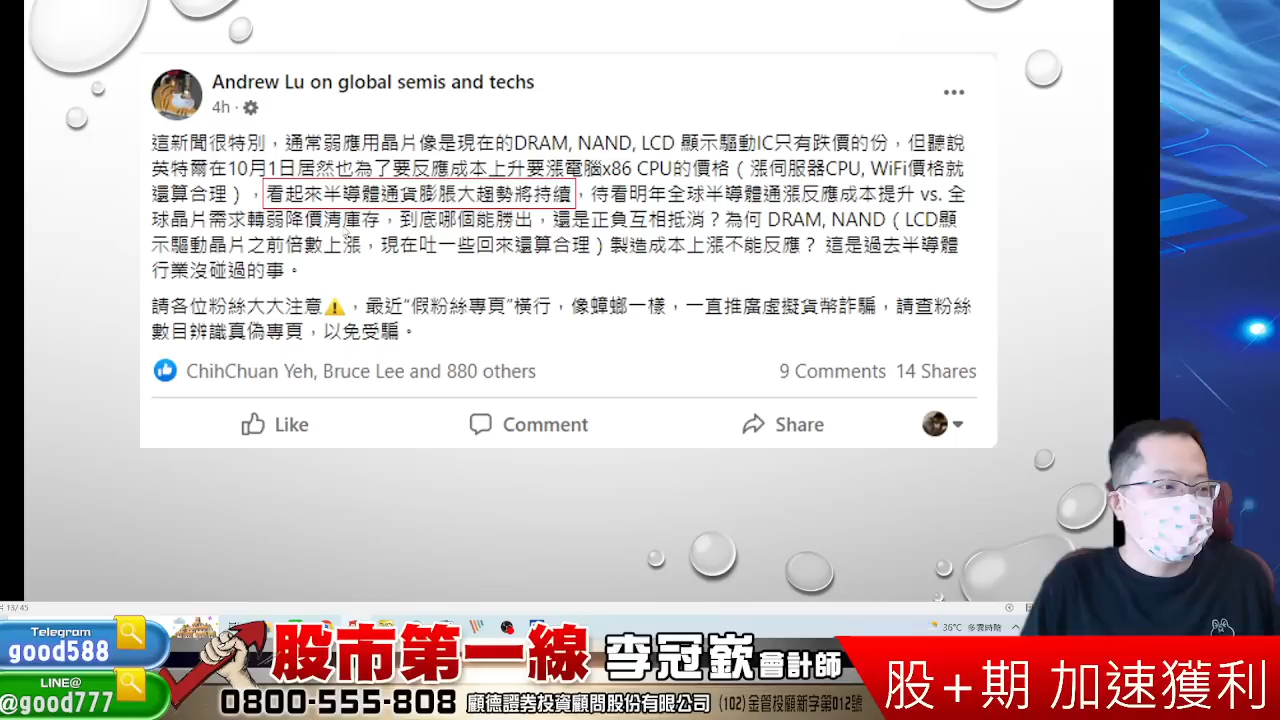 Andrew Lu on global semis and techs
4h
這新聞很特別，通常弱應用晶片像是現在的DRAM, NAND, LCD 顯示驅動IC只有跌價的份，但聽說
英特爾在10月1日居然也為了要反應成本上升要漲電腦x86 CPU的價格（漲伺服器CPU, WiFi價格就
還算合理），看起來半導體通貨膨脹大趨勢將持續，待看明年全球半導體通漲反應成本提升 vs. 全
球晶片需求轉弱降價清庫存，到底哪個能勝出，還是正負互相抵消？為何 DRAM, NAND（LCD顯
示驅動晶片之前倍數上漲，現在吐一些回來還算合理）製造成本上漲不能反應？ 這是過去半導體
行業沒碰過的事。
請各位粉絲大大注意⚠️，最近“假粉絲專頁”橫行，像蟑螂一樣，一直推廣虛擬貨幣詐騙，請查粉絲
數目辨識真偽專頁，以免受騙。
ChihChuan Yeh, Bruce Lee and 880 others
9 Comments 14 Shares
Like Comment Share
13/45
36°C 多雲時晴
Telegram
good588
LINE@
@good777
股市第一線 李冠嶔會計師
0800-555-808 顧德證券投資顧問股份有限公司 (102)金管投顧新字第012號
股+期 加速獲利